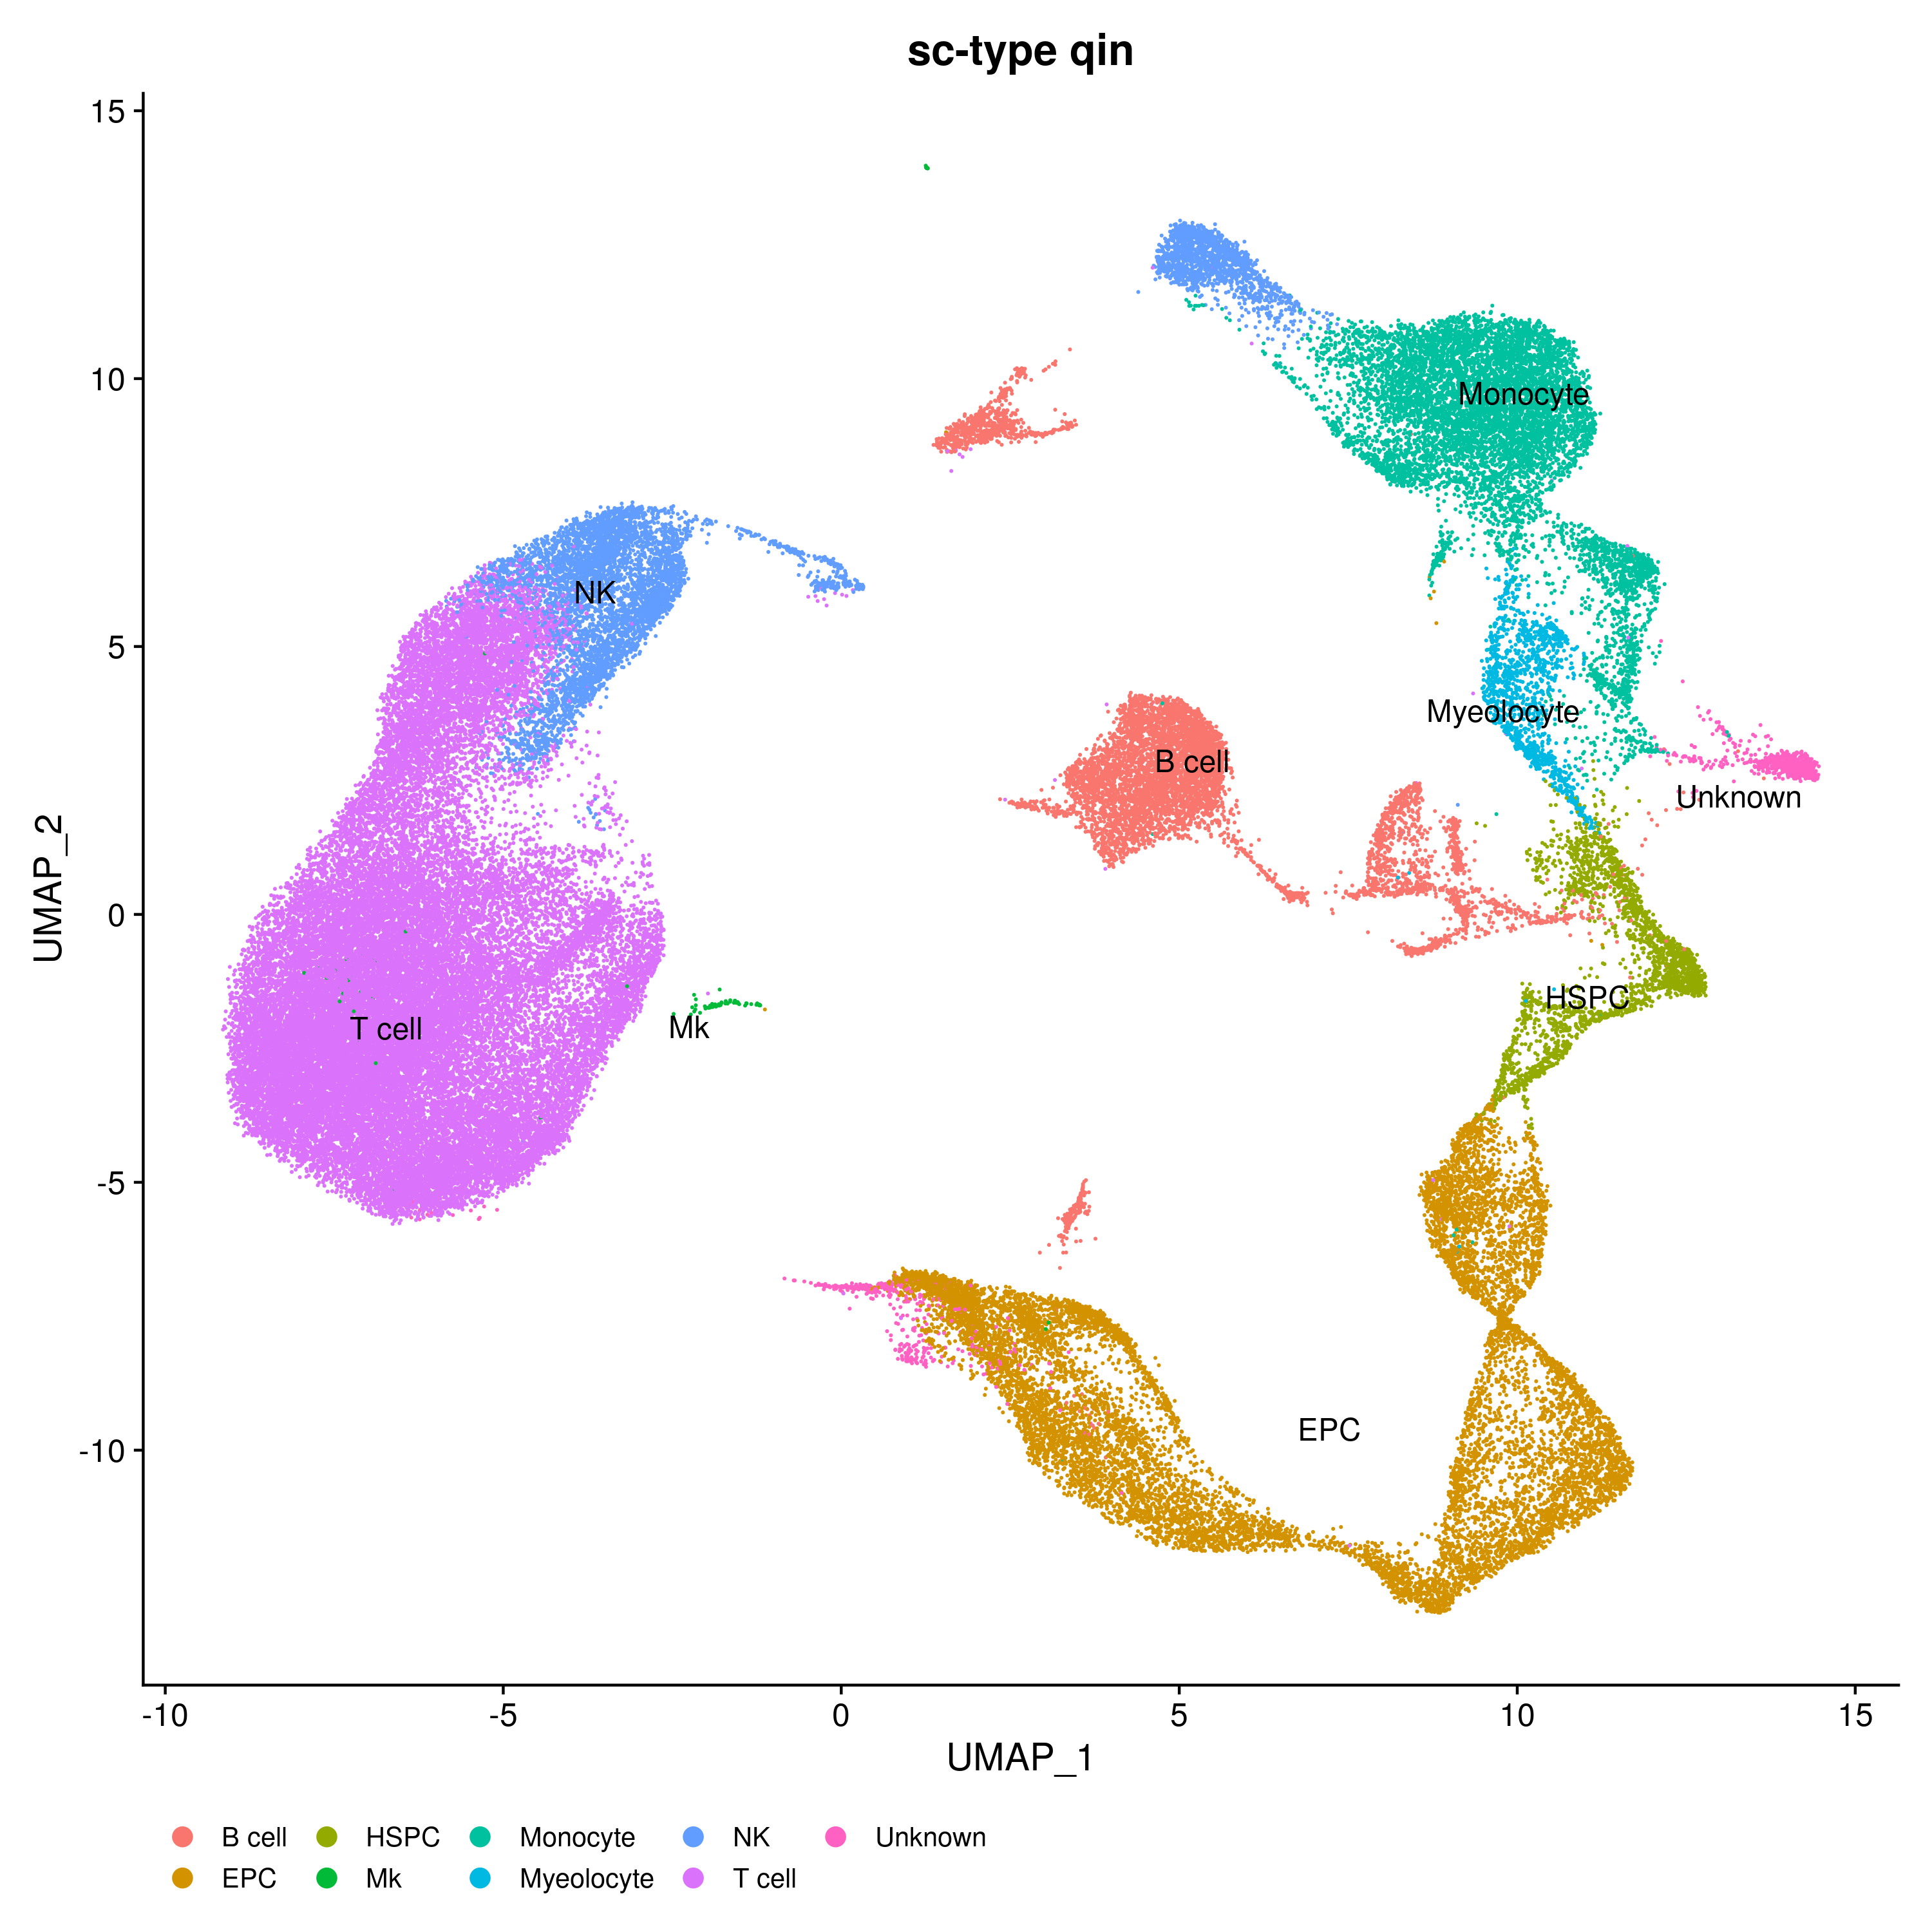 sc-type qin
15
10
5
0
-5
-10
UMAP_2
Monocyte
NK
Myeolocyte
B cell
Unknown
HSPC
T cell
Mk
EPC
-10 -5 0 5 10 15
UMAP_1
B cell HSPC Monocyte NK Unknown
EPC Mk Myeolocyte T cell